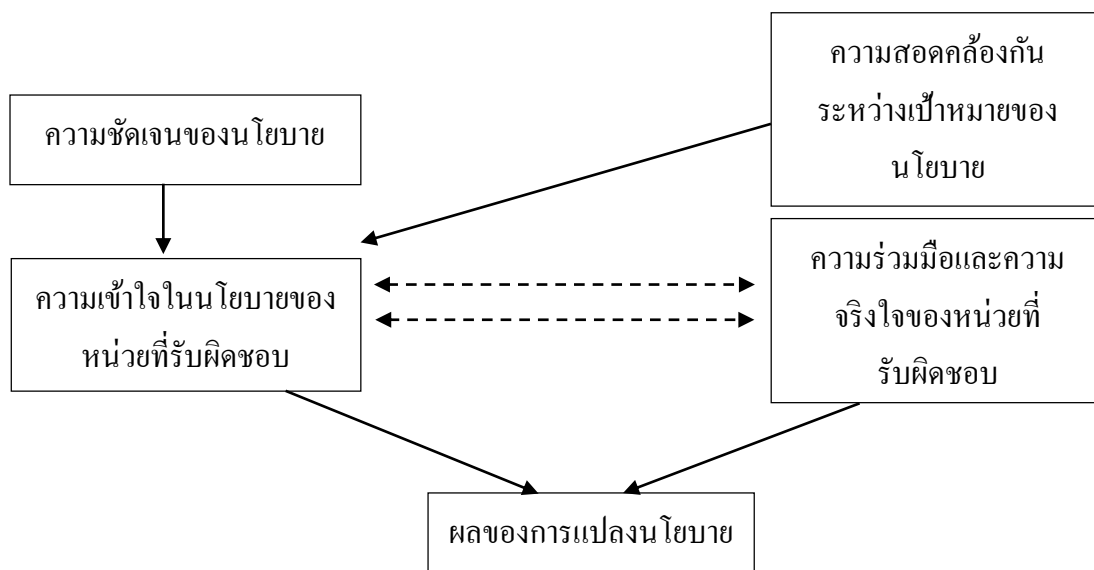 ความสอดคล้องกัน
ระหว่างเป้าหมายของ
นโยบาย
ความชัดเจนของนโยบาย
ความเข้าใจในนโยบายของ
หน่วยที่รับผิดชอบ
ความร่วมมือและความ
จริงใจของหน่วยที่
รับผิดชอบ
ผลของการแปลงนโยบาย